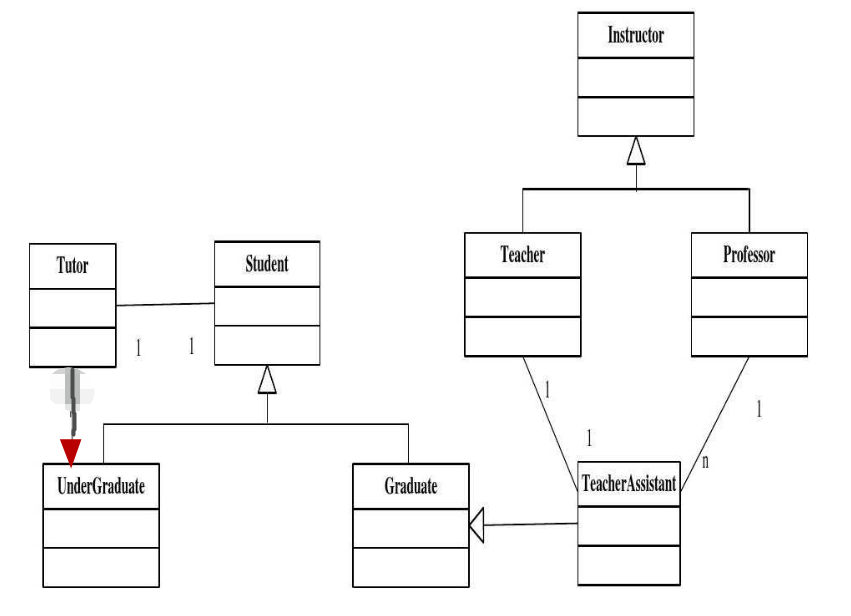 Instructor
Tutor
Student
Teacher
Professor
1
1
1
1
1
n
UnderGraduate
Graduate
TeacherAssistant